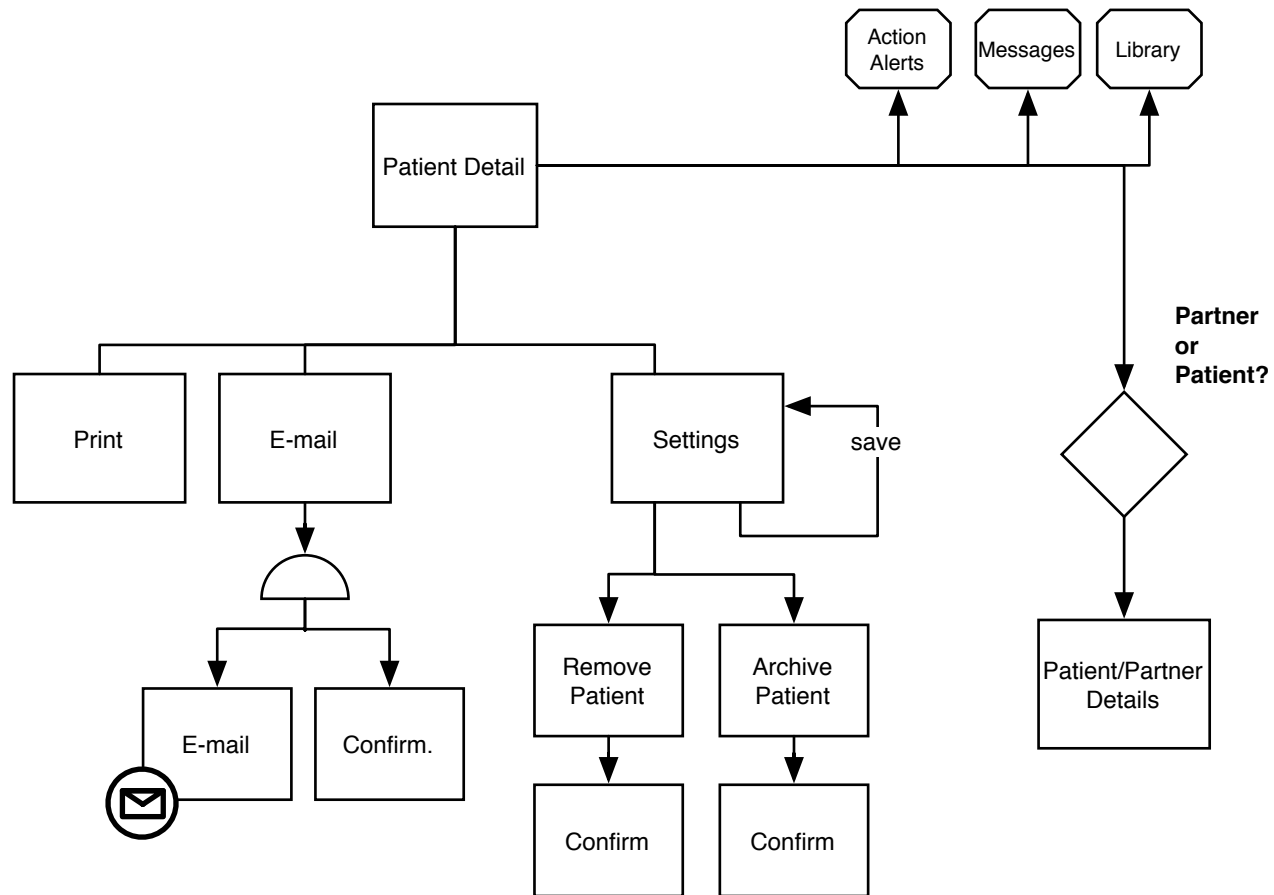 Action
Alerts
Messages
Library
Patient Detail
Partner
or
Patient?
Print
E-mail
Settings
save
Remove
Patient
Archive
Patient
Patient/Partner
Details
E-mail
Confirm.
Confirm
Confirm